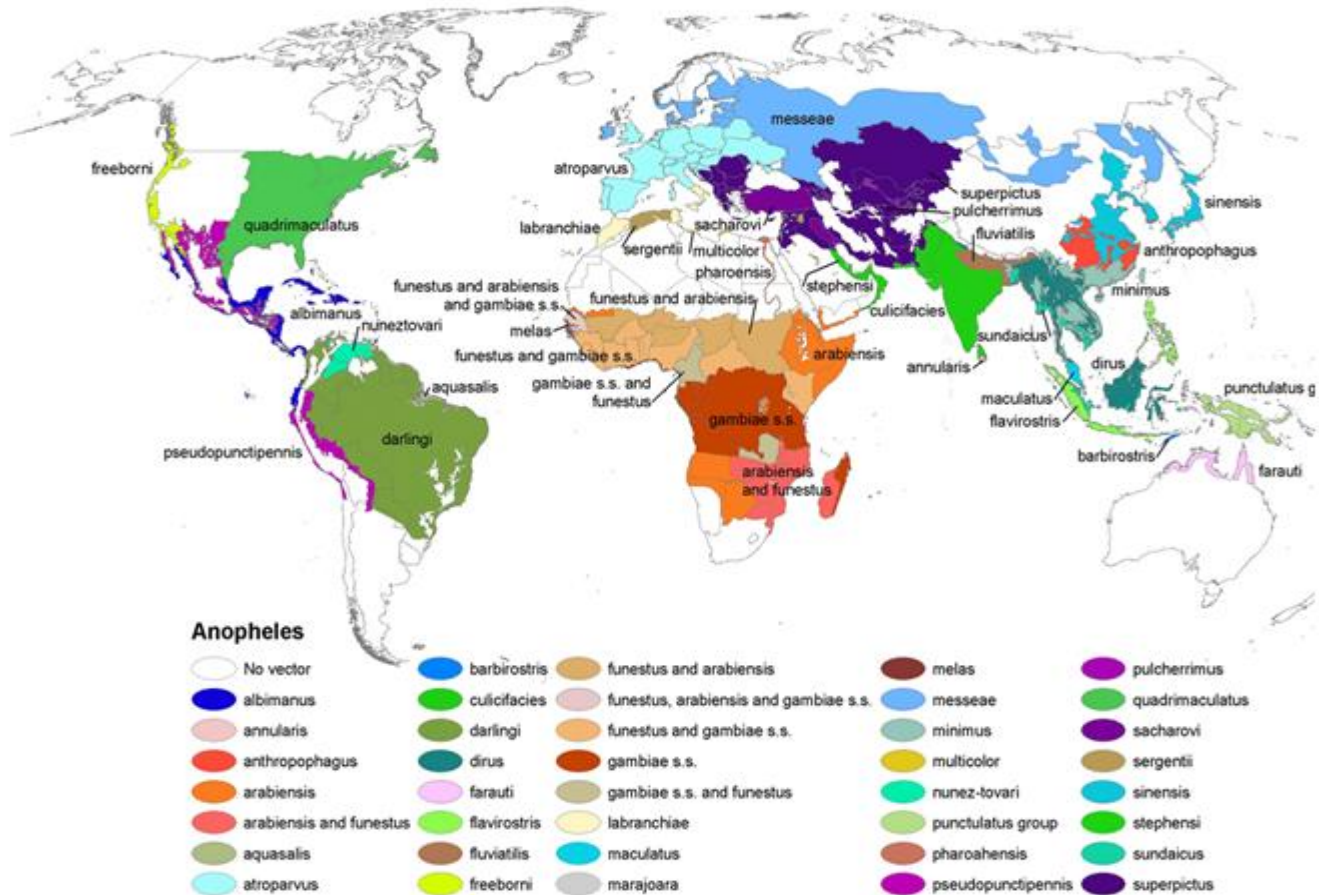 messeae
freeborni
atroparvus
superpictus
quadrimaculatus
labranchiae
sacharovi
pulcherrimus
sinensis
sergentii
multicolor
fluviatilis
anthropophagus
pharoensis
funestus and arabiensis
and gambiae s.s.
funestus and arabiensis
stephensi
minimus
albimanus
nuneztovari
culicifacies
melas
sundaicus
funestus and gambiae s.s.
arabiensis
annularis
dirus
aquasalis
gambiae s.s. and
funestus
punctulatus g
maculatus
gambiae s.s.
flavirostris
darlingi
pseudopunctipennis
barbirostris
arabiensis
and funestus
farauti
Anopheles
No vector
albimanus
annularis
anthropophagus
arabiensis
arabiensis and funestus
aquasalis
atroparvus
barbirostris
culicifacies
darlingi
dirus
farauti
flavirostris
fluviatilis
freeborni
funestus and arabiensis
funestus, arabiensis and gambiae s.s.
funestus and gambiae s.s.
gambiae s.s.
gambiae s.s. and funestus
labranchiae
maculatus
marajoara
melas
messeae
minimus
multicolor
nunez-tovari
punctulatus group
pharoahensis
pseudopunctipennis
pulcherrimus
quadrimaculatus
sacharovi
sergentii
sinensis
stephensi
sundaicus
superpictus